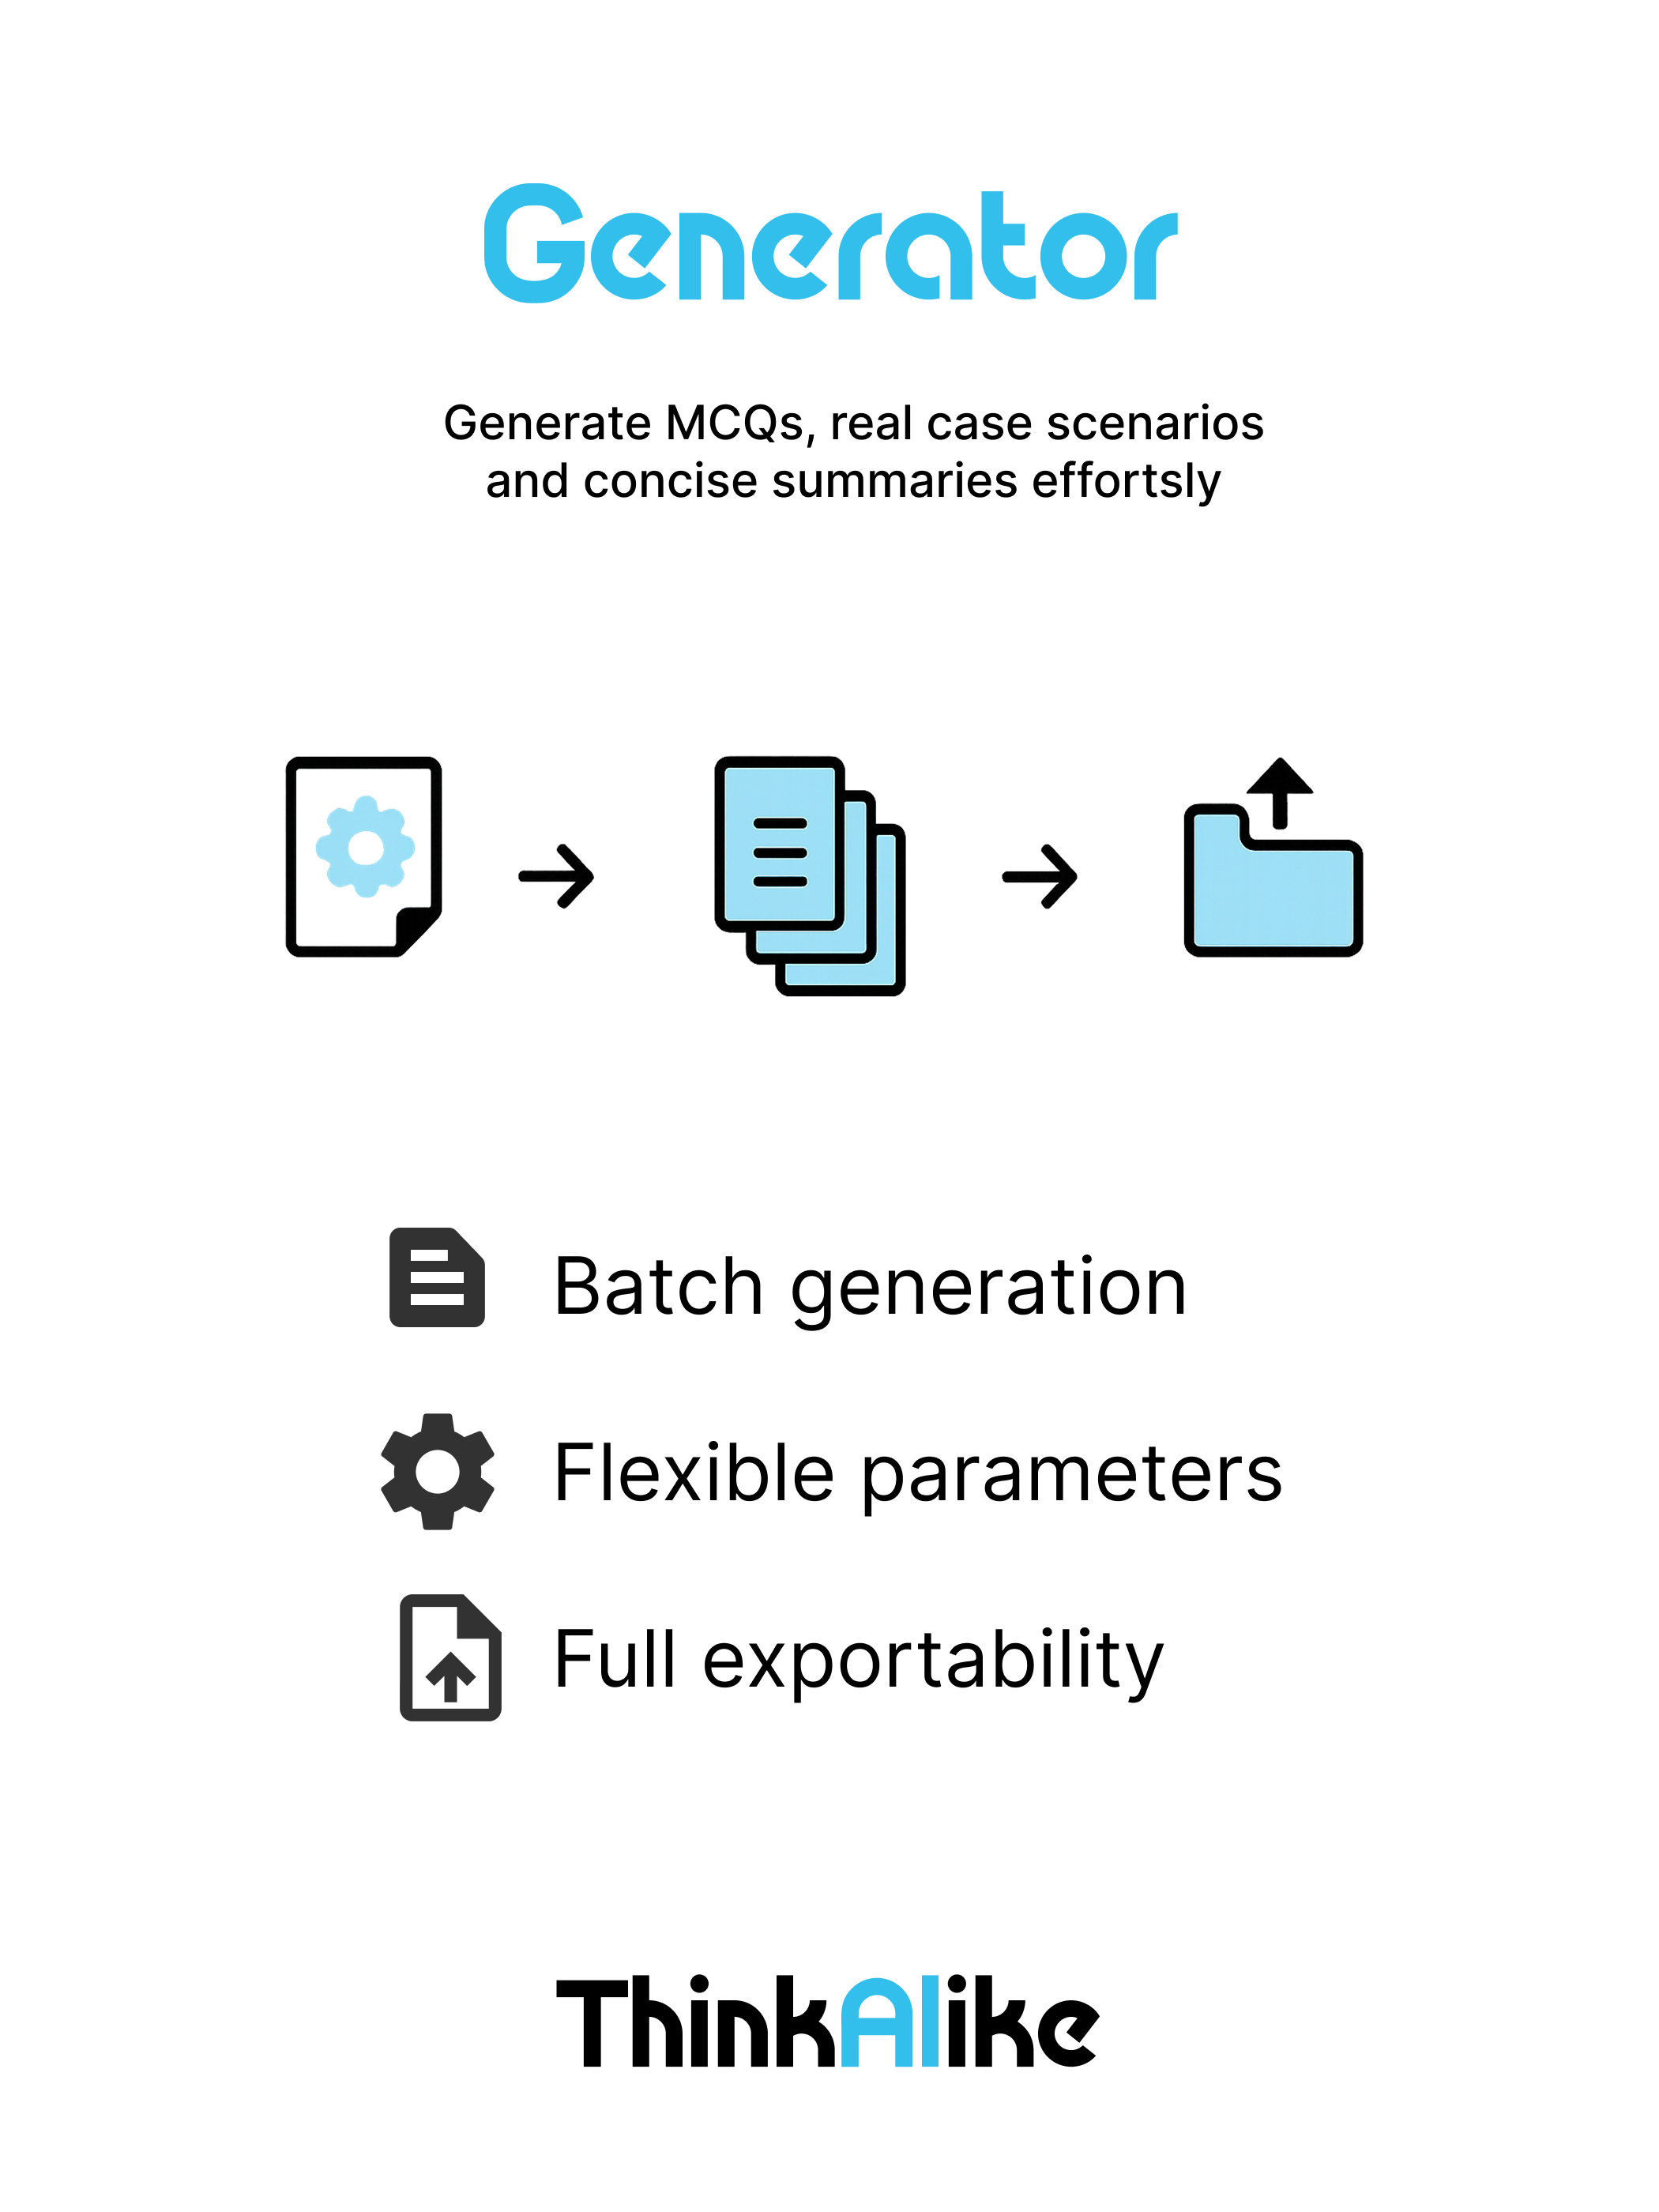 Generator
Generate MCQs, real case scenarios
and concise summaries effortsly
Batch generation
Flexible parameters
Full exportability
ThinkAlike